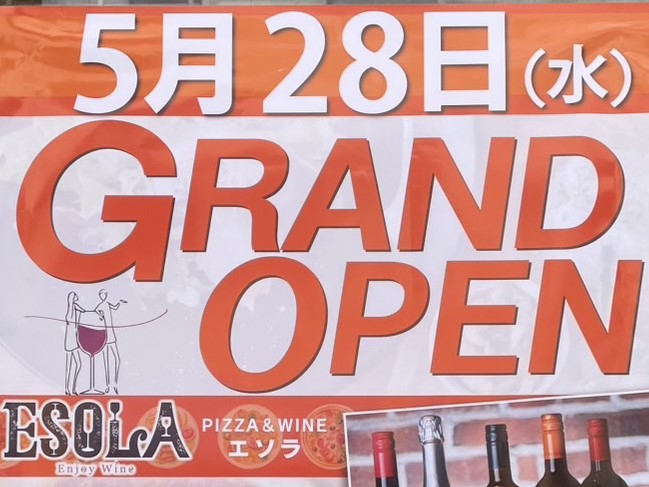 5月28日(水)
GRAND
OPEN
ESOLA
Enjoy Wine
PIZZA&WINE
エソラ